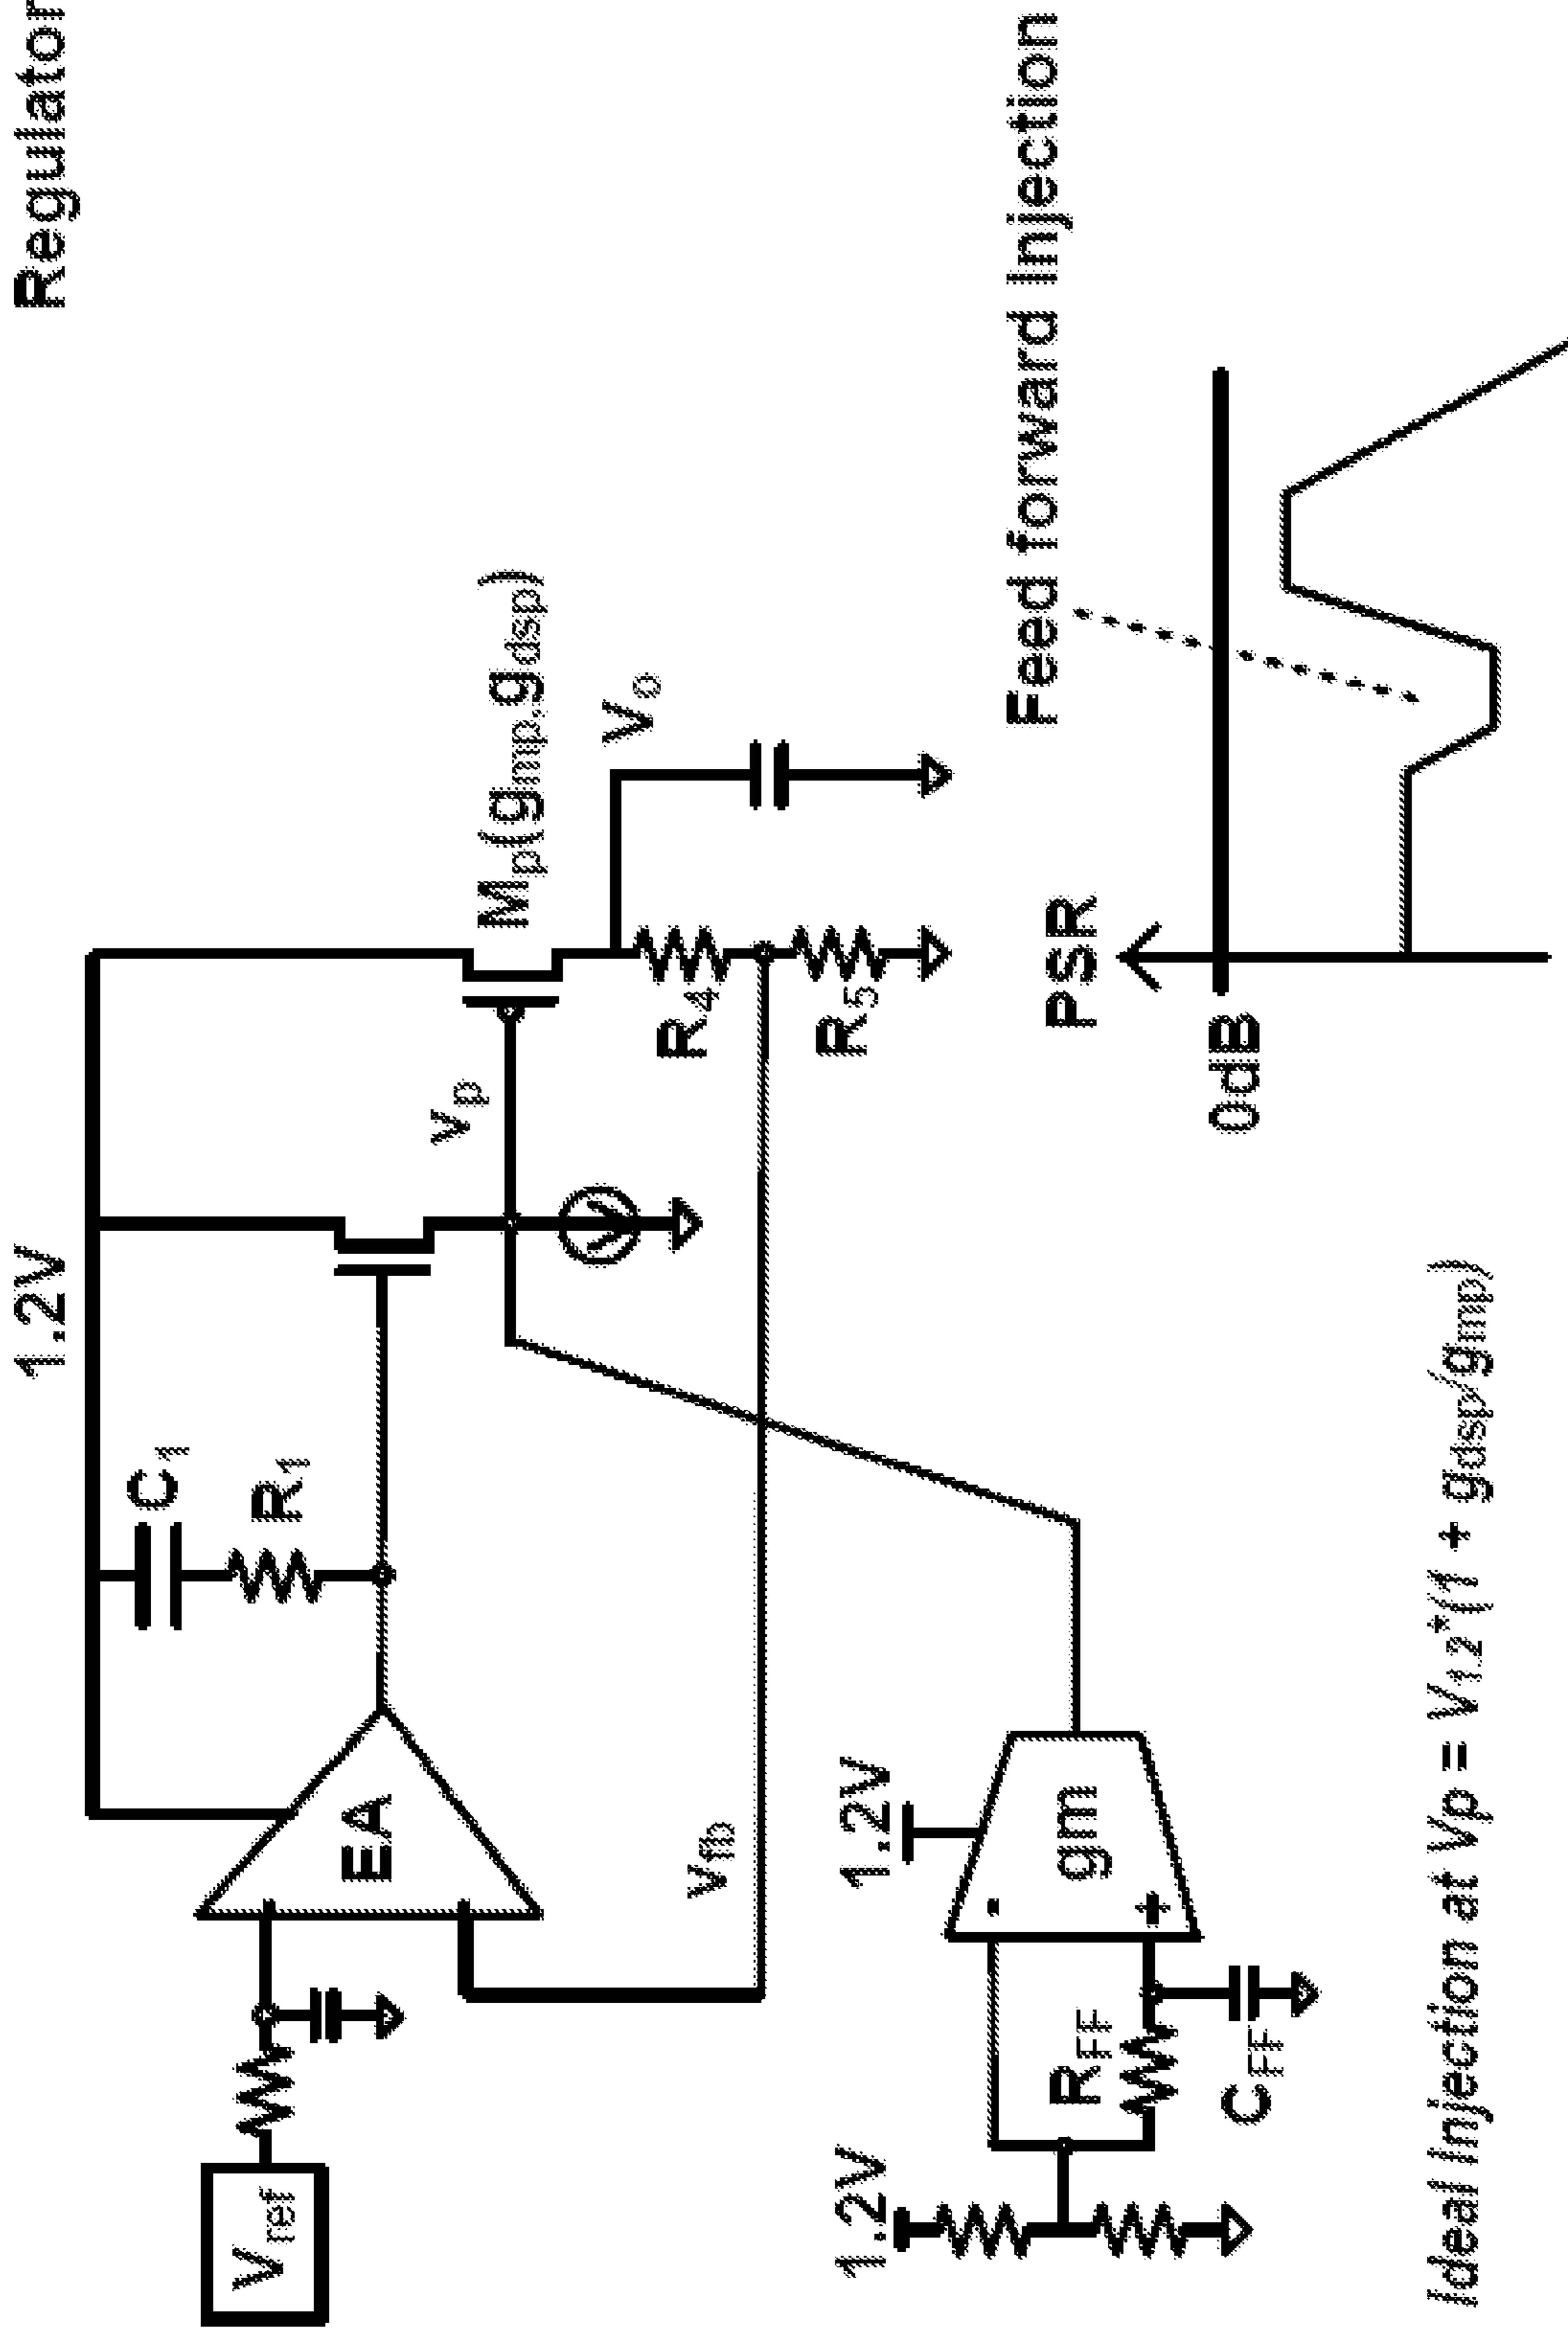 Regulator
1.2V
C1
R1
Vref
EA
vp
Mp(gmp,gdsp)
Vo
R4
R5
vfb
1.2V
1.2V
-
gm
+
RFF
CFF
Feed forward Injection
PSR
0dB
Ideal Injection at Vp = V1.2*(1 + gdsp/gmp)